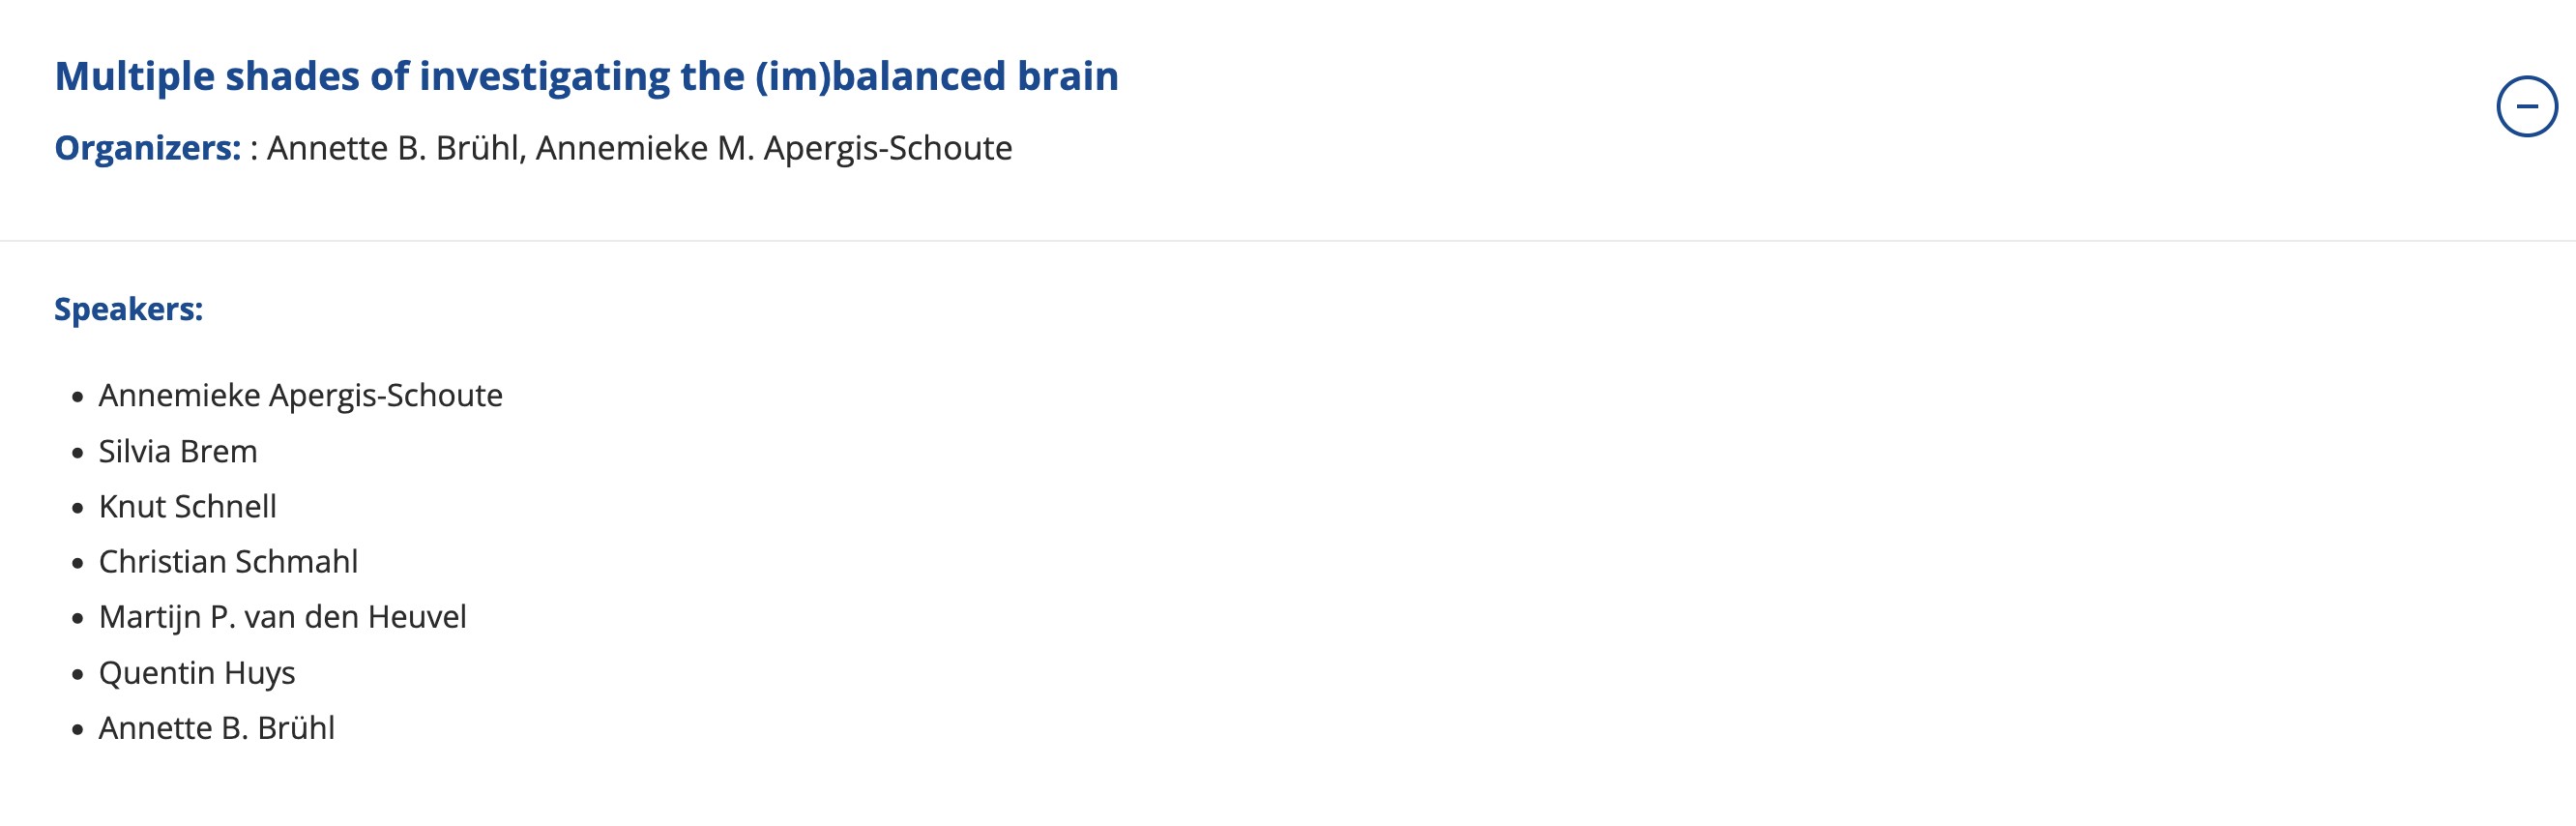 Multiple shades of investigating the (im)balanced brain
Organizers: : Annette B. Brühl, Annemieke M. Apergis-Schoute
Speakers:
• Annemieke Apergis-Schoute
• Silvia Brem
• Knut Schnell
• Christian Schmahl
• Martijn P. van den Heuvel
• Quentin Huys
• Annette B. Brühl